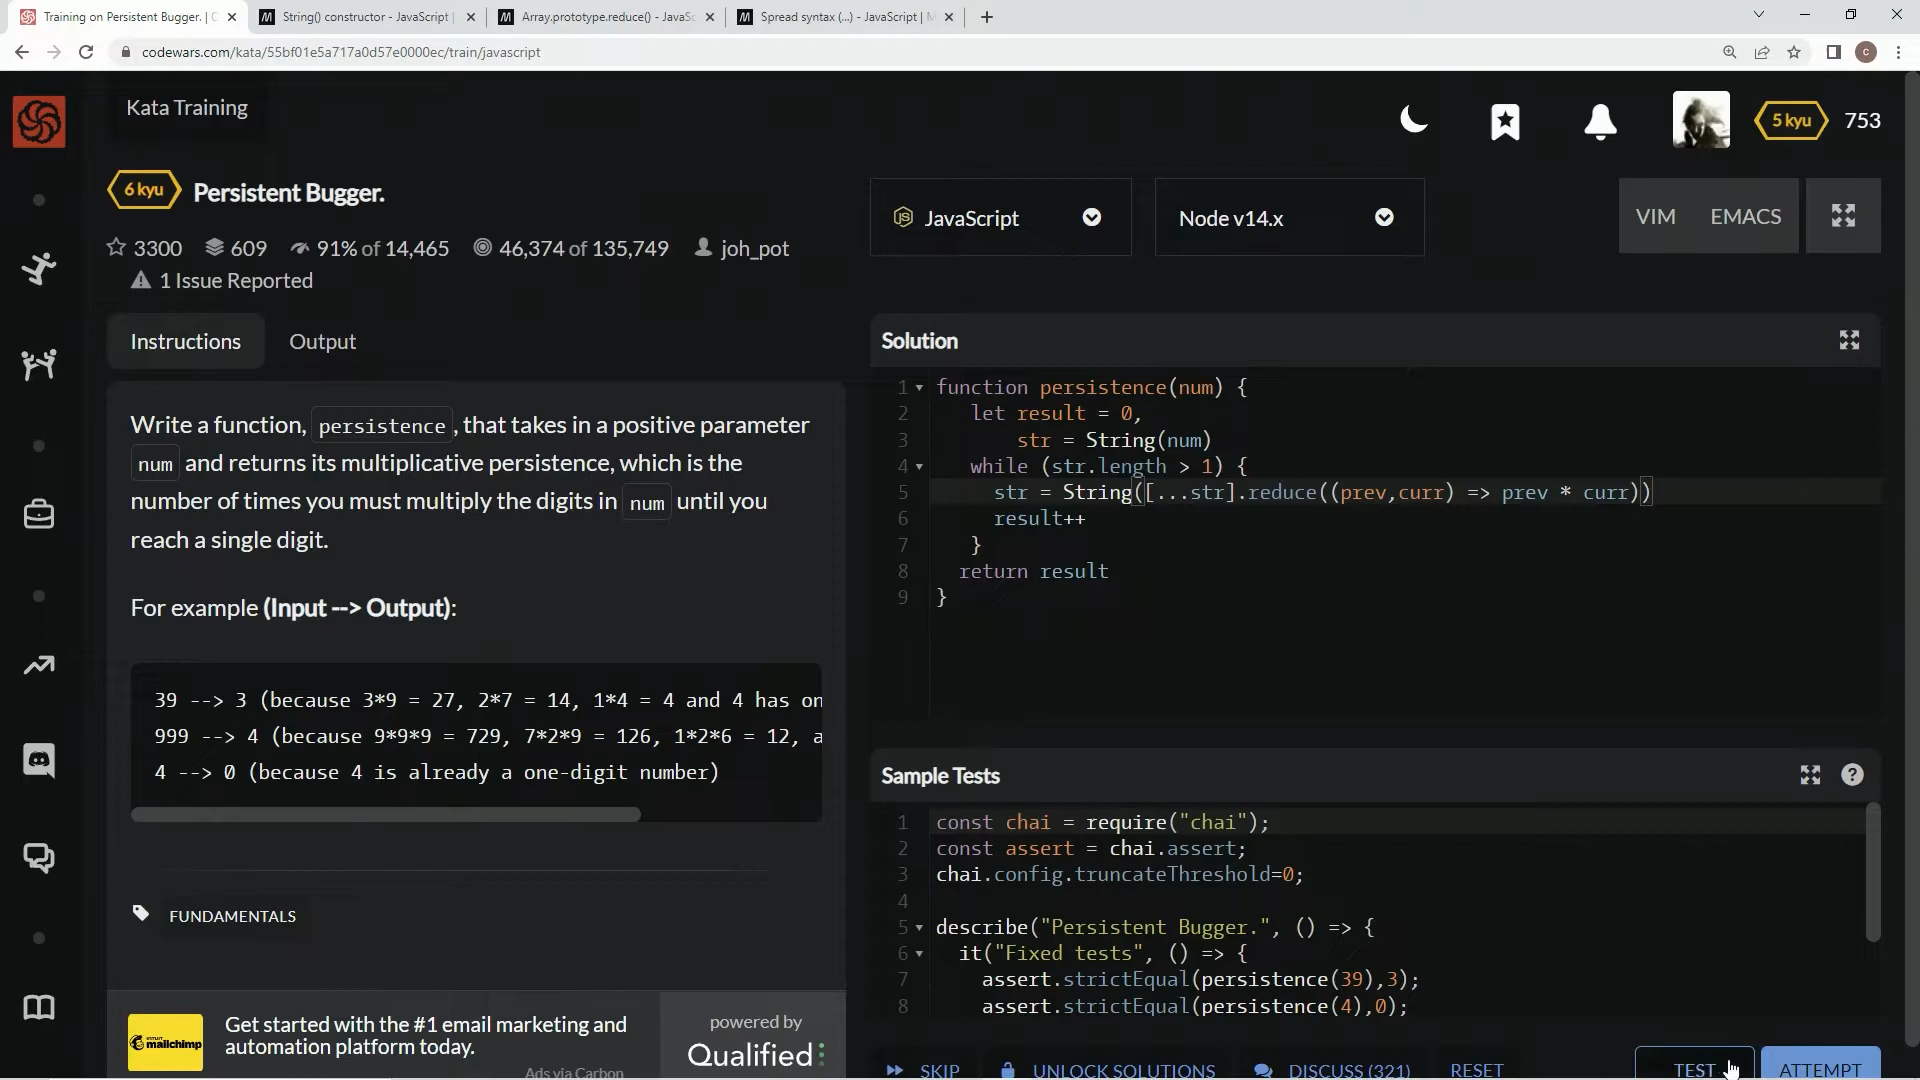 Training on Persistent Bugger. | C
String() constructor - JavaScript |
Array.prototype.reduce() - JavaSc
Spread syntax (...) - JavaScript | M
codewars.com/kata/55bf01e5a717a0d57e0000ec/train/javascript
C
Kata Training
5 kyu 753
6 kyu Persistent Bugger.
3300 609 91% of 14,465 46,374 of 135,749 joh_pot
1 Issue Reported
JavaScript
Node v14.x
VIM EMACS
Instructions Output
Write a function, persistence, that takes in a positive parameter
num and returns its multiplicative persistence, which is the
number of times you must multiply the digits in num until you
reach a single digit.
For example (Input --> Output):
39 --> 3 (because 3*9 = 27, 2*7 = 14, 1*4 = 4 and 4 has on
999 --> 4 (because 9*9*9 = 729, 7*2*9 = 126, 1*2*6 = 12, a
4 --> 0 (because 4 is already a one-digit number)
FUNDAMENTALS
INTUIT
mailchimp
Get started with the #1 email marketing and
automation platform today.
Ads via Carbon
powered by
Qualified
Solution
1 function persistence(num) {
2 let result = 0,
3 str = String(num)
4 while (str.length > 1) {
5 str = String([...str].reduce((prev,curr) => prev * curr))
6 result++
7 }
8 return result
9 }
Sample Tests
?
1 const chai = require("chai");
2 const assert = chai.assert;
3 chai.config.truncateThreshold=0;
4
5 describe("Persistent Bugger.", () => {
6 it("Fixed tests", () => {
7 assert.strictEqual(persistence(39),3);
8 assert.strictEqual(persistence(4),0);
SKIP UNLOCK SOLUTIONS DISCUSS (321) RESET TEST ATTEMPT